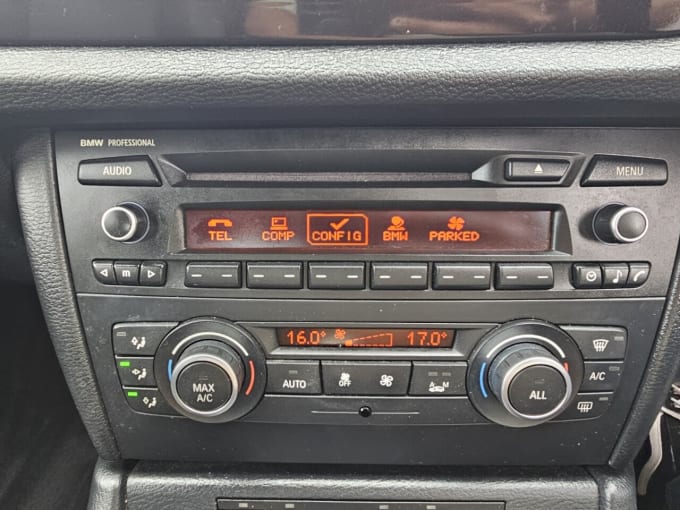 BMW PROFESSIONAL
AUDIO
MENU
TEL COMP CONFIG BMW PARKED
m
16.0° 17.0°
MAX A/C
AUTO
OFF
A M
ALL
A/C